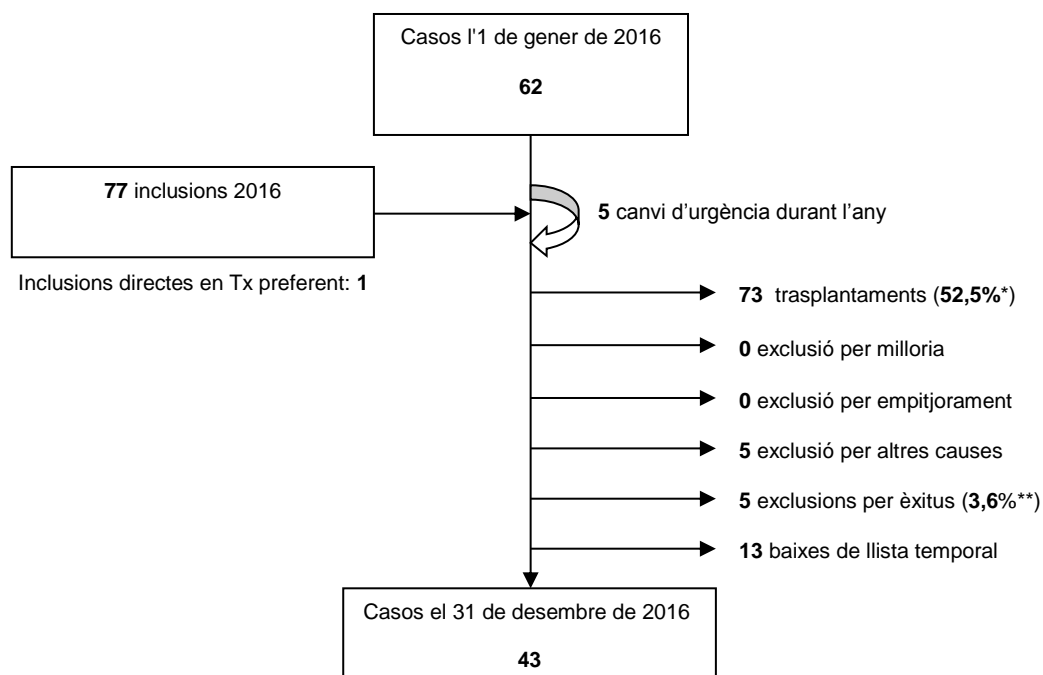 Casos l'1 de gener de 2016
62
77 inclusions 2016
5 canvi d’urgència durant l’any
Inclusions directes en Tx preferent: 1
73 trasplantaments (52,5%*)
0 exclusió per milloria
0 exclusió per empitjorament
5 exclusió per altres causes
5 exclusions per èxitus (3,6%**)
13 baixes de llista temporal
Casos el 31 de desembre de 2016
43